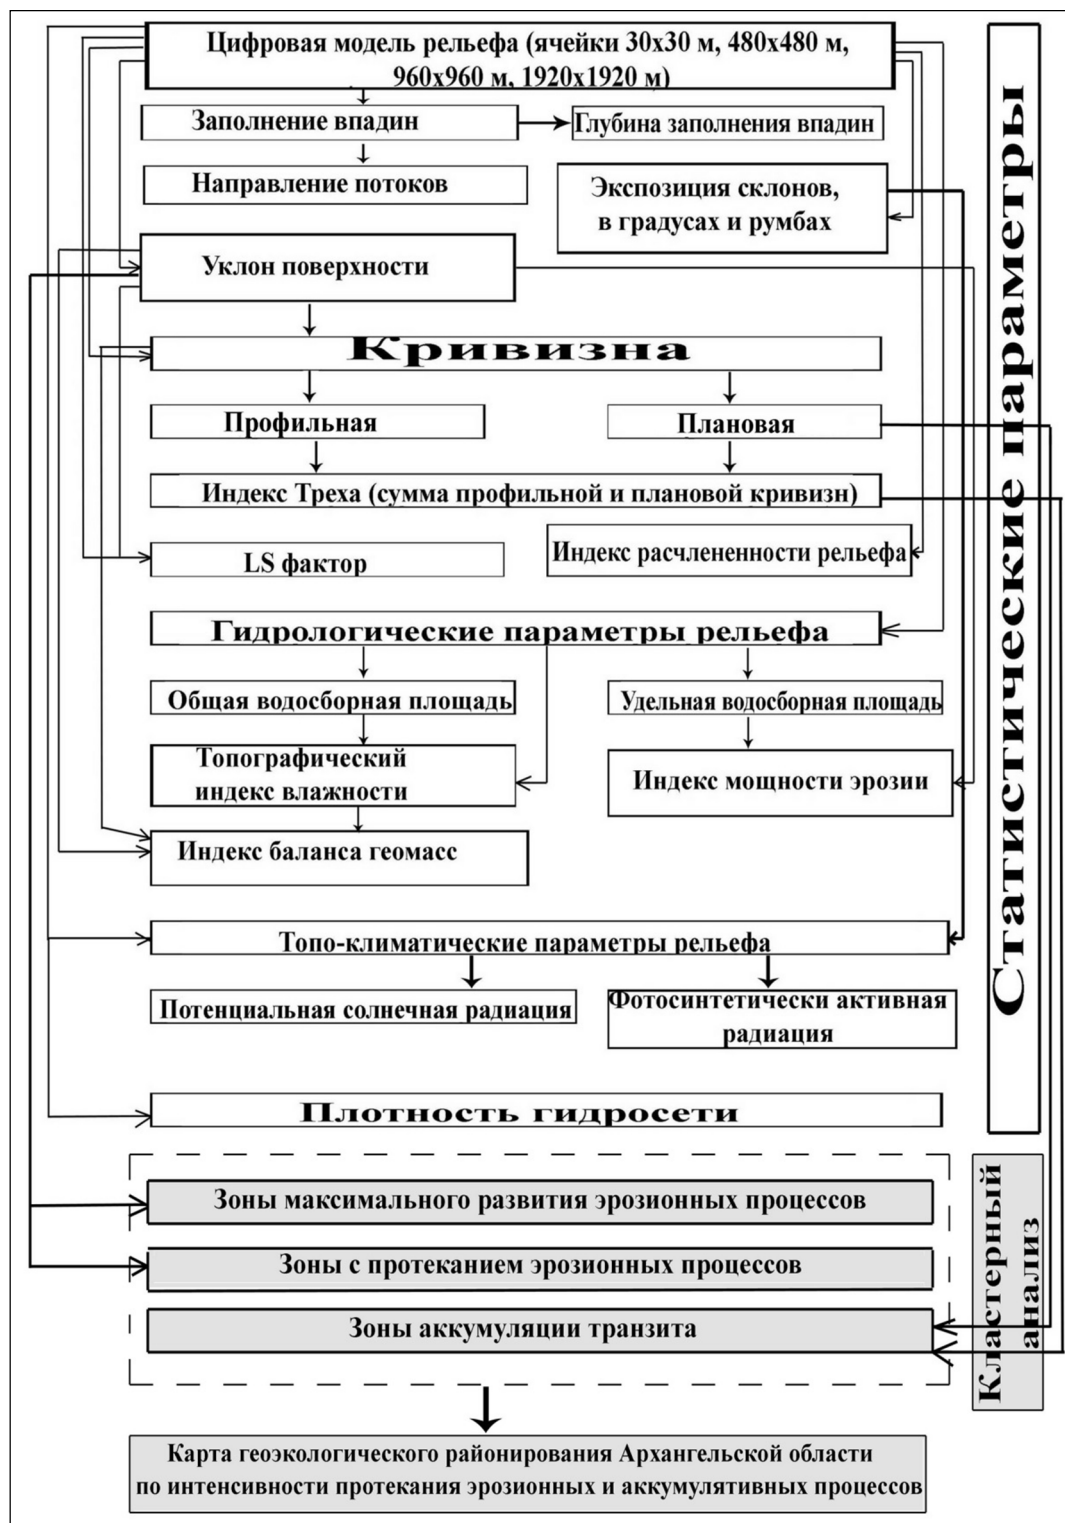 Цифровая модель рельефа (ячейки 30х30 м, 480х480 м,
960х960 м, 1920х1920 м)
Заполнение впадин
Глубина заполнения впадин
Направление потоков
Экспозиция склонов,
в градусах и румбах
Уклон поверхности
Кривизна
Профильная
Плановая
Индекс Треха (сумма профильной и плановой кривизн)
LS фактор
Индекс расчлененности рельефа
Гидрологические параметры рельефа
Общая водосборная площадь
Удельная водосборная площадь
Топографический
индекс влажности
Индекс мощности эрозии
Индекс баланса геомасс
Топо-климатические параметры рельефа
Потенциальная солнечная радиация
Фотосинтетически активная
радиация
Плотность гидросети
Статистические параметры
Зоны максимального развития эрозионных процессов
Зоны с протеканием эрозионных процессов
Зоны аккумуляции транзита
Кластерный
анализ
Карта геоэкологического районирования Архангельской области
по интенсивности протекания эрозионных и аккумулятивных процессов